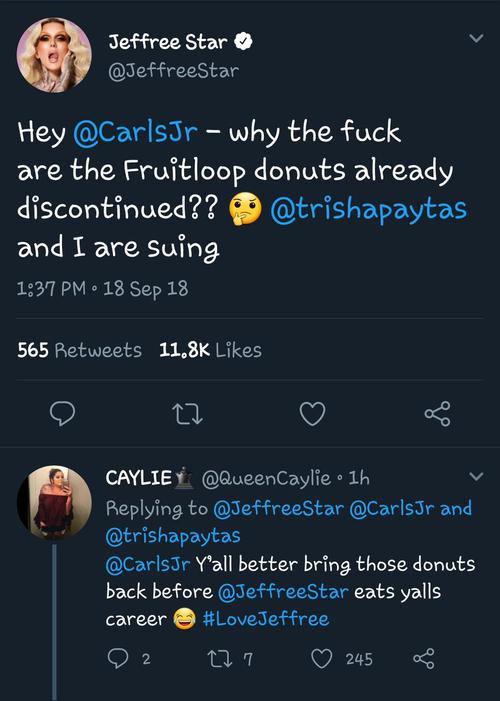 Jeffree Star
@JeffreeStar
Hey @CarlsJr – why the fuck
are the Fruitloop donuts already
discontinued?? 🤔 @trishapaytas
and I are suing
1:37 PM • 18 Sep 18
565 Retweets 11.8K Likes
CAYLIE @QueenCaylie • 1h
Replying to @JeffreeStar @CarlsJr and
@trishapaytas
@CarlsJr Y'all better bring those donuts
back before @JeffreeStar eats yalls
career 😂 #LoveJeffree
2 7 245